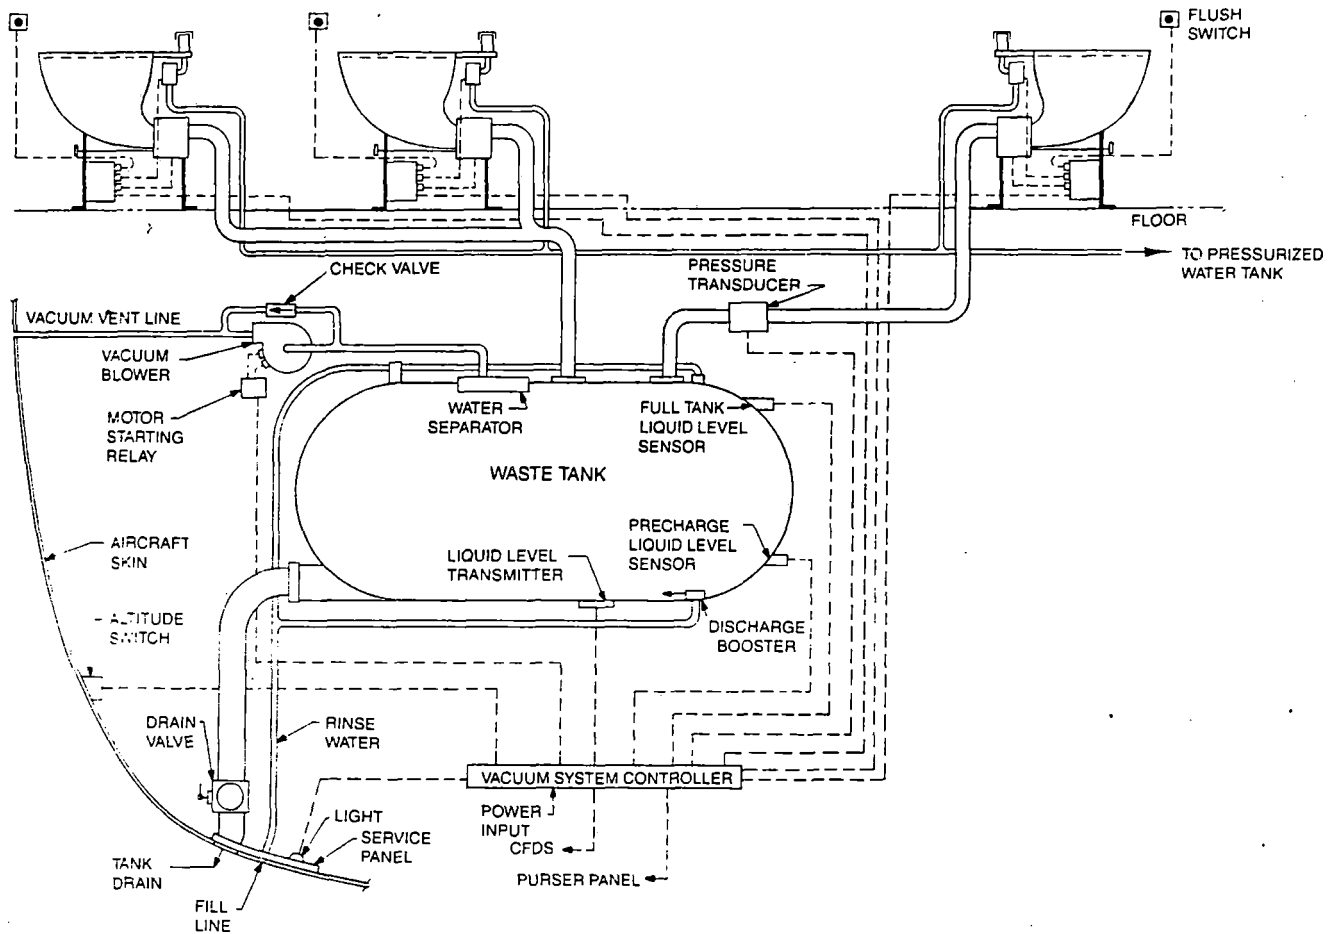 FLUSH
SWITCH
FLOOR
TO PRESSURIZED
WATER TANK
CHECK VALVE
PRESSURE
TRANSDUCER
VACUUM VENT LINE
VACUUM
BLOWER
MOTOR
STARTING
RELAY
WATER
SEPARATOR
FULL TANK
LIQUID LEVEL
SENSOR
WASTE TANK
PRECHARGE
LIQUID LEVEL
SENSOR
LIQUID LEVEL
TRANSMITTER
AIRCRAFT
SKIN
ALTITUDE
SWITCH
DISCHARGE
BOOSTER
DRAIN
VALVE
RINSE
WATER
VACUUM SYSTEM CONTROLLER
POWER
INPUT
CFDS
PURSER PANEL
LIGHT
SERVICE
PANEL
TANK
DRAIN
FILL
LINE